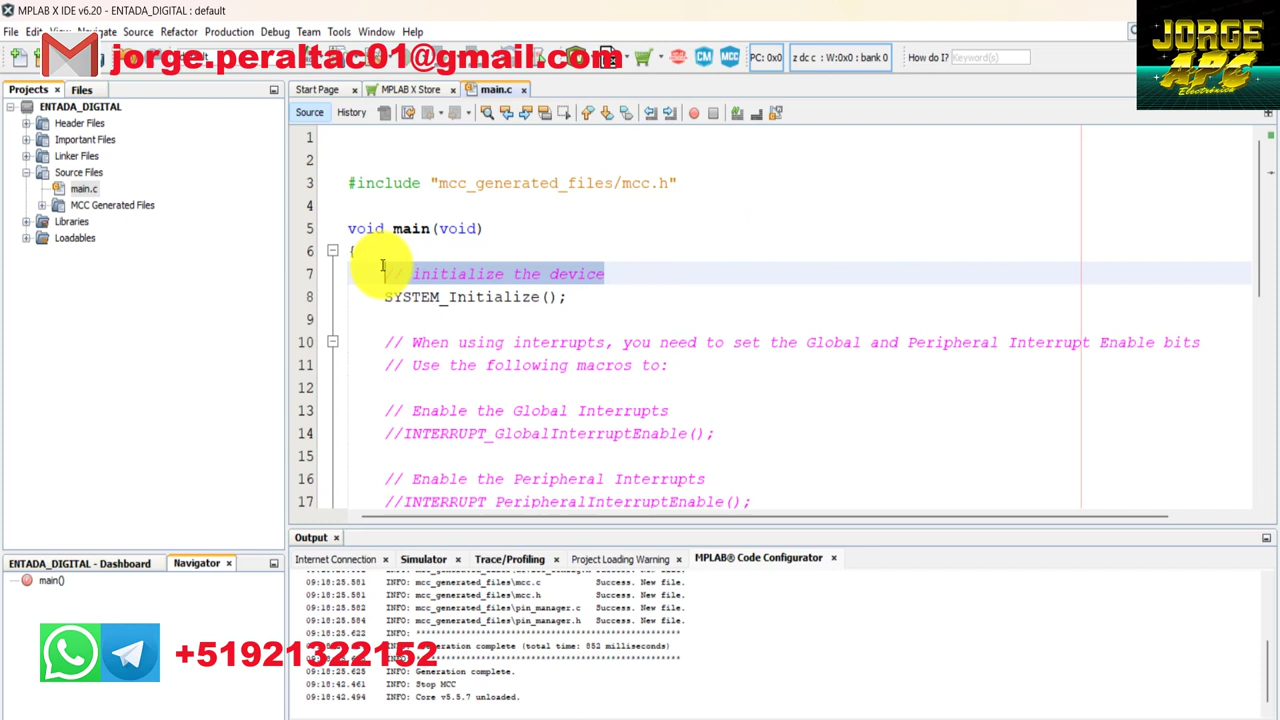 MPLAB X IDE v6.20 - ENTADA_DIGITAL : default
File Edit View Navigate Source Refactor Production Debug Team Tools Window Help
jorge.peraltac01@gmail.com
PC: 0x0
z dc c : W:0x0 : bank 0
How do I? Keyword(s)
JORGE
APC
Electrónica
Projects x Files
Start Page x MPLAB X Store x main.c x
ENTADA_DIGITAL
Header Files
Important Files
Linker Files
Source Files
main.c
MCC Generated Files
Libraries
Loadables
Source History
1
2
3 #include "mcc_generated_files/mcc.h"
4
5 void main(void)
6 {
7 // initialize the device
8 SYSTEM_Initialize();
9
10 // When using interrupts, you need to set the Global and Peripheral Interrupt Enable bits
11 // Use the following macros to:
12
13 // Enable the Global Interrupts
14 //INTERRUPT_GlobalInterruptEnable();
15
16 // Enable the Peripheral Interrupts
17 //INTERRUPT_PeripheralInterruptEnable();
ENTADA_DIGITAL - Dashboard Navigator x
main()
+51921322152
Output x
Internet Connection x Simulator x Trace/Profiling x Project Loading Warning x MPLAB® Code Configurator x
09:18:25.581 INFO: mcc_generated_files\mcc.c Success. New file.
09:18:25.581 INFO: mcc_generated_files\mcc.h Success. New file.
09:18:25.582 INFO: mcc_generated_files\pin_manager.c Success. New file.
09:18:25.584 INFO: mcc_generated_files\pin_manager.h Success. New file.
09:18:25.622 INFO: **************************************************
complete (total time: 852 milliseconds)
**************************************************
09:18:25.625 INFO: Generation complete.
09:18:42.461 INFO: Stop MCC
09:18:42.494 INFO: Core v5.5.7 unloaded.